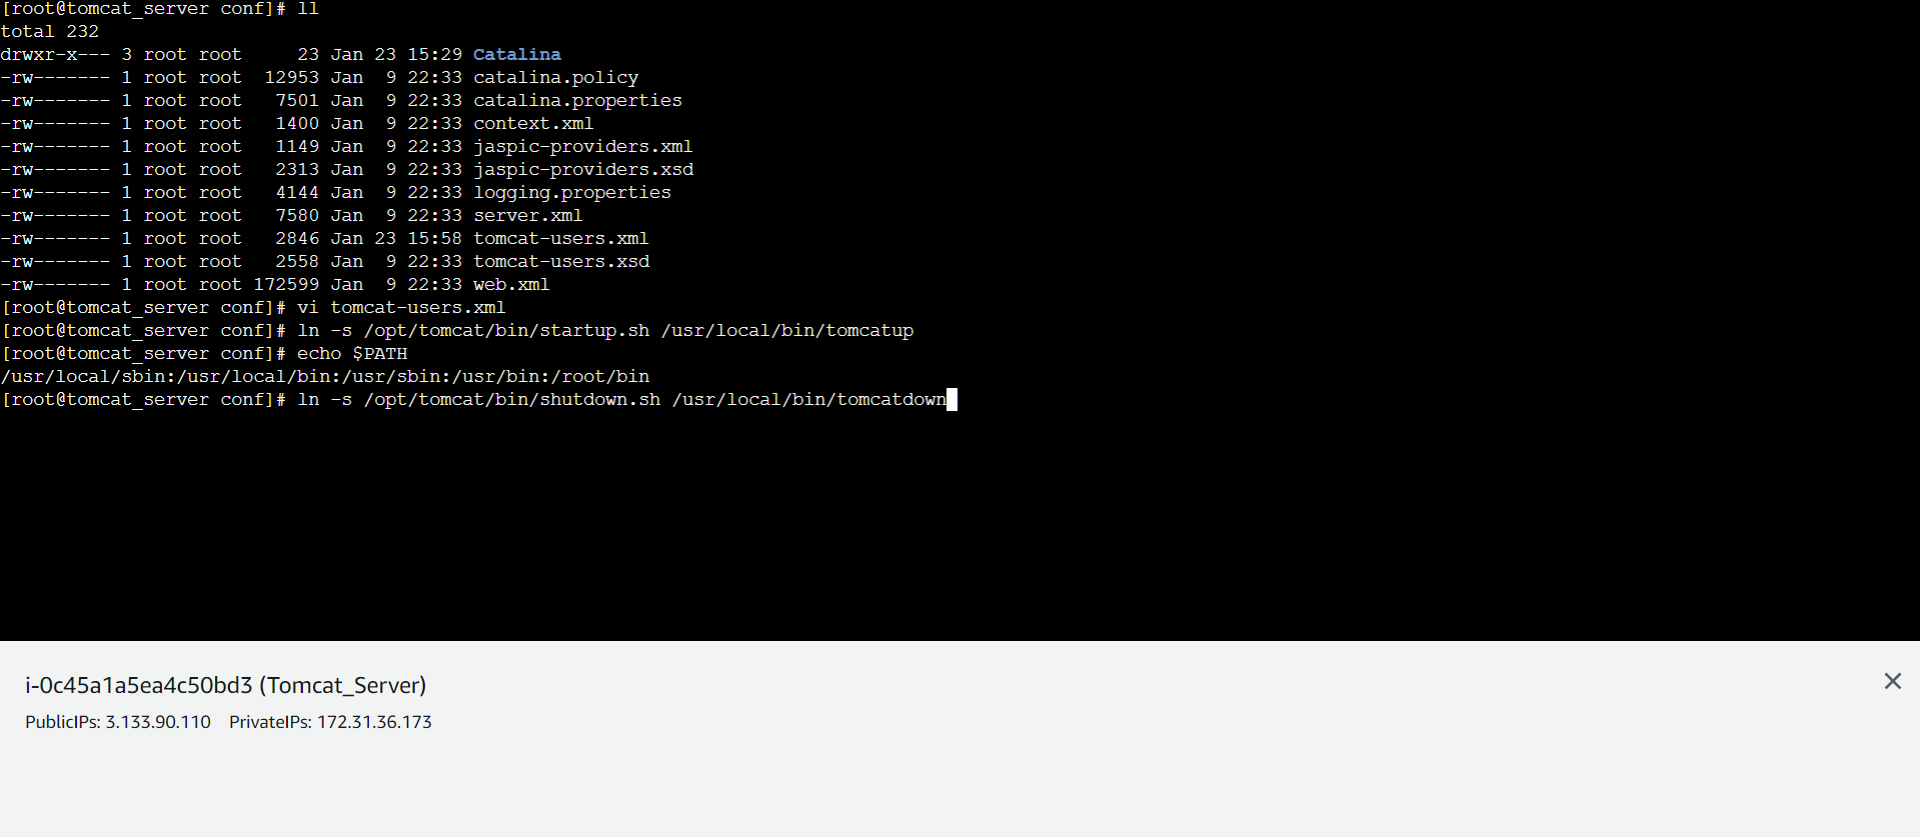 [root@tomcat_server conf]# ll
total 232
drwxr-x--- 3 root root     23 Jan 23 15:29 Catalina
-rw------- 1 root root  12953 Jan  9 22:33 catalina.policy
-rw------- 1 root root   7501 Jan  9 22:33 catalina.properties
-rw------- 1 root root   1400 Jan  9 22:33 context.xml
-rw------- 1 root root   1149 Jan  9 22:33 jaspic-providers.xml
-rw------- 1 root root   2313 Jan  9 22:33 jaspic-providers.xsd
-rw------- 1 root root   4144 Jan  9 22:33 logging.properties
-rw------- 1 root root   7580 Jan  9 22:33 server.xml
-rw------- 1 root root   2846 Jan 23 15:58 tomcat-users.xml
-rw------- 1 root root   2558 Jan  9 22:33 tomcat-users.xsd
-rw------- 1 root root 172599 Jan  9 22:33 web.xml
[root@tomcat_server conf]# vi tomcat-users.xml
[root@tomcat_server conf]# ln -s /opt/tomcat/bin/startup.sh /usr/local/bin/tomcatup
[root@tomcat_server conf]# echo $PATH
/usr/local/sbin:/usr/local/bin:/usr/sbin:/usr/bin:/root/bin
[root@tomcat_server conf]# ln -s /opt/tomcat/bin/shutdown.sh /usr/local/bin/tomcatdown
i-0c45a1a5ea4c50bd3 (Tomcat_Server)
PublicIPs: 3.133.90.110    PrivateIPs: 172.31.36.173